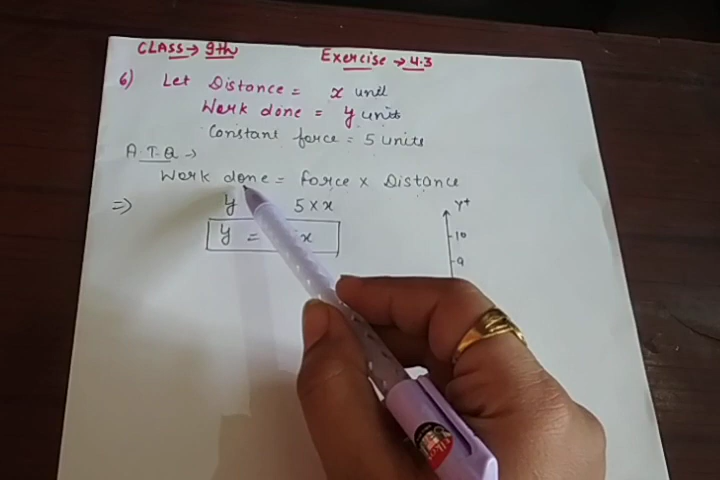 CLASS → 9th
Exercise → 4.3
6) Let Distance = x unit
Work done = y units
Constant force = 5 units
A.T.Q →
Work done = force × Distance
⇒ y 5 × x
y = x
y+
10
9